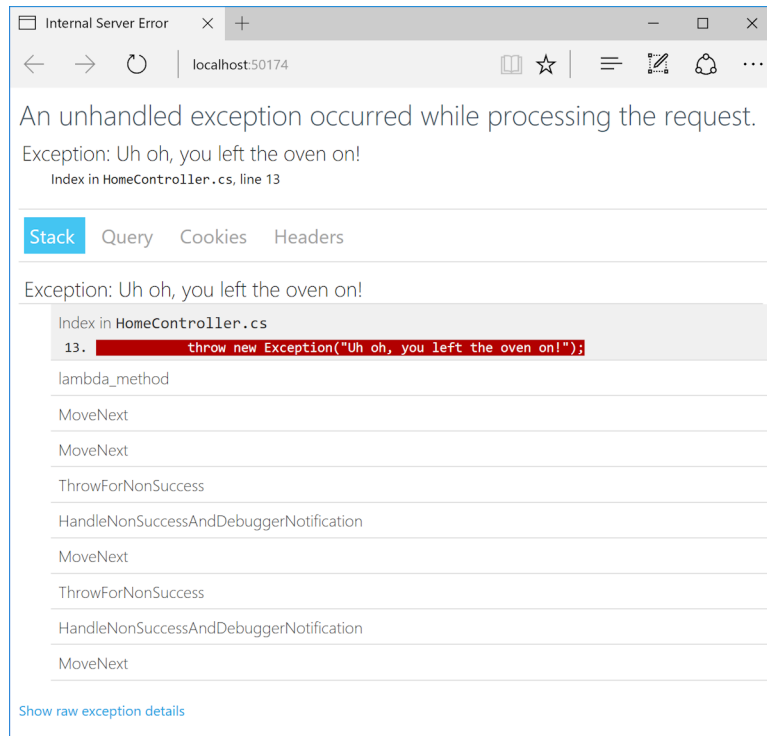 Internal Server Error
localhost:50174
An unhandled exception occurred while processing the request.
Exception: Uh oh, you left the oven on!
Index in HomeController.cs, line 13
Stack Query Cookies Headers
Exception: Uh oh, you left the oven on!
Index in HomeController.cs
13. throw new Exception("Uh oh, you left the oven on!");
lambda_method
MoveNext
MoveNext
ThrowForNonSuccess
HandleNonSuccessAndDebuggerNotification
MoveNext
ThrowForNonSuccess
HandleNonSuccessAndDebuggerNotification
MoveNext
Show raw exception details